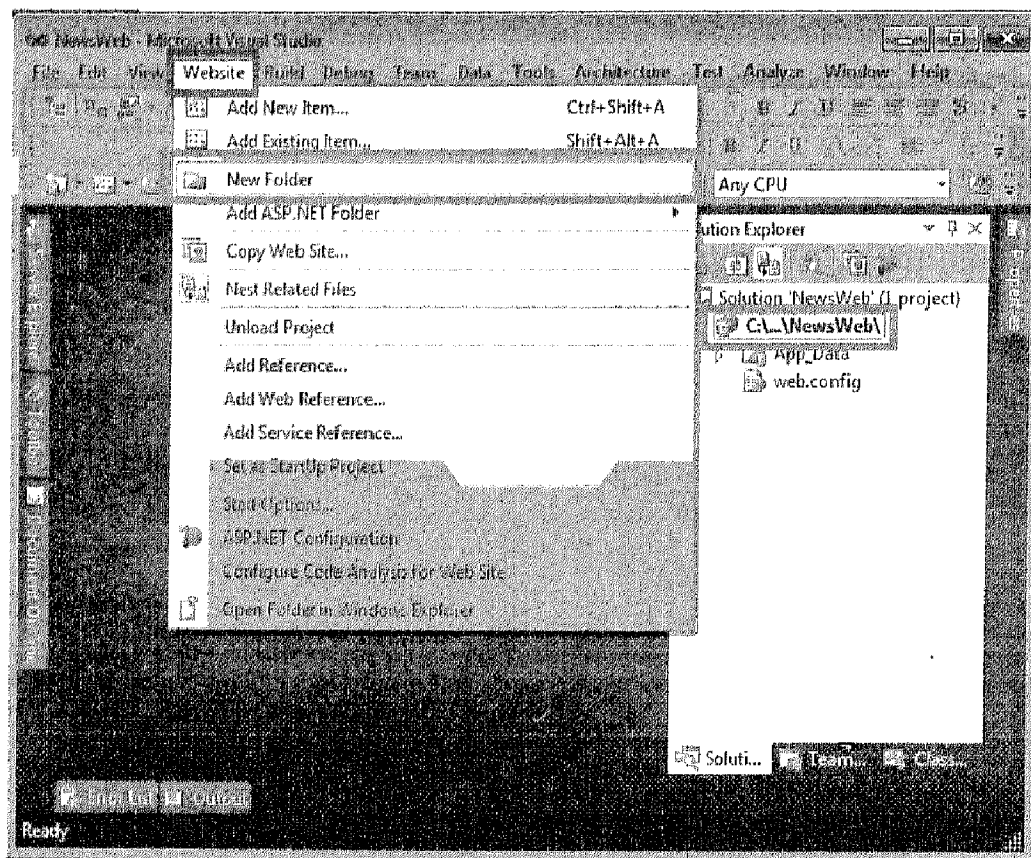 NewsWeb - Microsoft Visual Studio
File Edit View Website Build Debug Team Data Tools Architecture Test Analyze Window Help
Add New Item... Ctrl+Shift+A
Add Existing Item... Shift+Alt+A
New Folder
Add ASP.NET Folder
Copy Web Site...
Nest Related Files
Unload Project
Add Reference...
Add Web Reference...
Add Service Reference...
Set as StartUp Project
Start Options...
ASP.NET Configuration
Configure Code Analysis for Web Site
Open Folder in Windows Explorer
Any CPU
ution Explorer
Solution 'NewsWeb' (1 project)
C:\...\NewsWeb\
App_Data
web.config
Soluti... Team... Class...
Error List Output
Ready